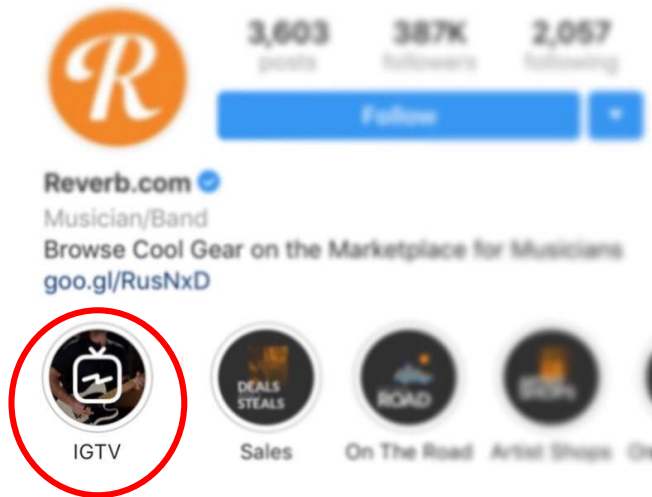 R
3,603 387K 2,057
posts followers following
Follow
Reverb.com
Musician/Band
Browse Cool Gear on the Marketplace for Musicians
goo.gl/RusNxD
DEALS
STEALS
ROAD
SHOPS
IGTV Sales On The Road Artist Shops